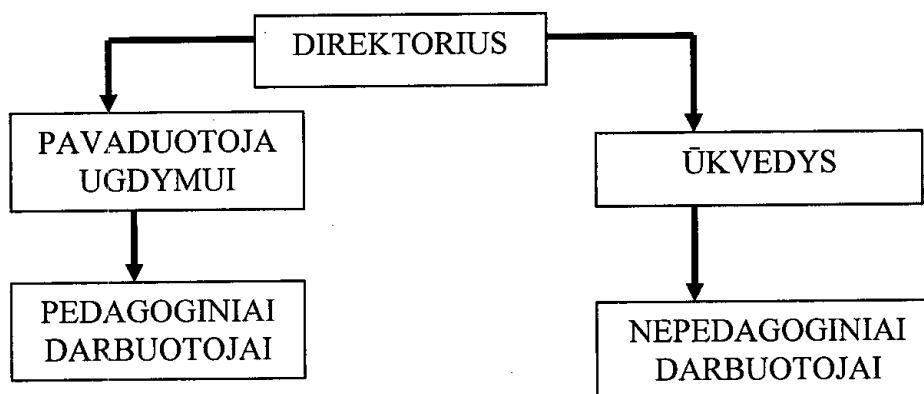 DIREKTORIUS
PAVADUOTOJA
UGDYMUI
ŪKVEDYS
PEDAGOGINIAI
DARBUOTOJAI
NEPEDAGOGINIAI
DARBUOTOJAI